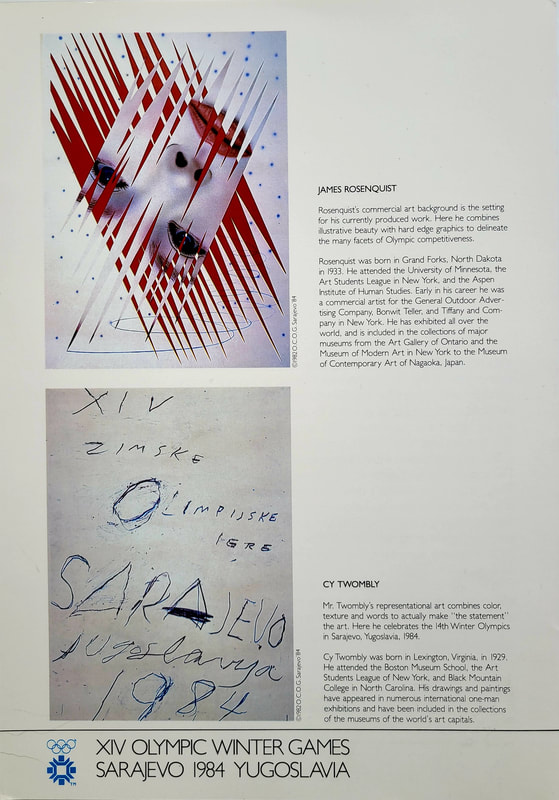 JAMES ROSENQUIST
Rosenquist's commercial art background is the setting
for his currently produced work. Here he combines
illustrative beauty with hard edge graphics to delineate
the many facets of Olympic competitiveness.
Rosenquist was born in Grand Forks, North Dakota
in 1933. He attended the University of Minnesota, the
Art Students League in New York, and the Aspen
Institute of Human Studies. Early in his career he was
a commercial artist for the General Outdoor Adver-
tising Company, Bonwit Teller, and Tiffany and Com-
pany in New York. He has exhibited all over the
world, and is included in the collections of major
museums from the Art Gallery of Ontario and the
Museum of Modern Art in New York to the Museum
of Contemporary Art of Nagaoka, Japan.
©1982 O.C.O.G. Sarajevo '84
XIV
ZIMSKE
OLIMPIJSKE
IGRE
SARAJEVO
Jugoslavija
1984
©1982 O.C.O.G. Sarajevo '84
CY TWOMBLY
Mr. Twombly's representational art combines color,
texture and words to actually make "the statement"
the art. Here he celebrates the 14th Winter Olympics
in Sarajevo, Yugoslavia, 1984.
Cy Twombly was born in Lexington, Virginia, in 1929.
He attended the Boston Museum School, the Art
Students League of New York, and Black Mountain
College in North Carolina. His drawings and paintings
have appeared in numerous international one-man
exhibitions and have been included in the collections
of the museums of the world's art capitals.
XIV OLYMPIC WINTER GAMES
SARAJEVO 1984 YUGOSLAVIA
TM